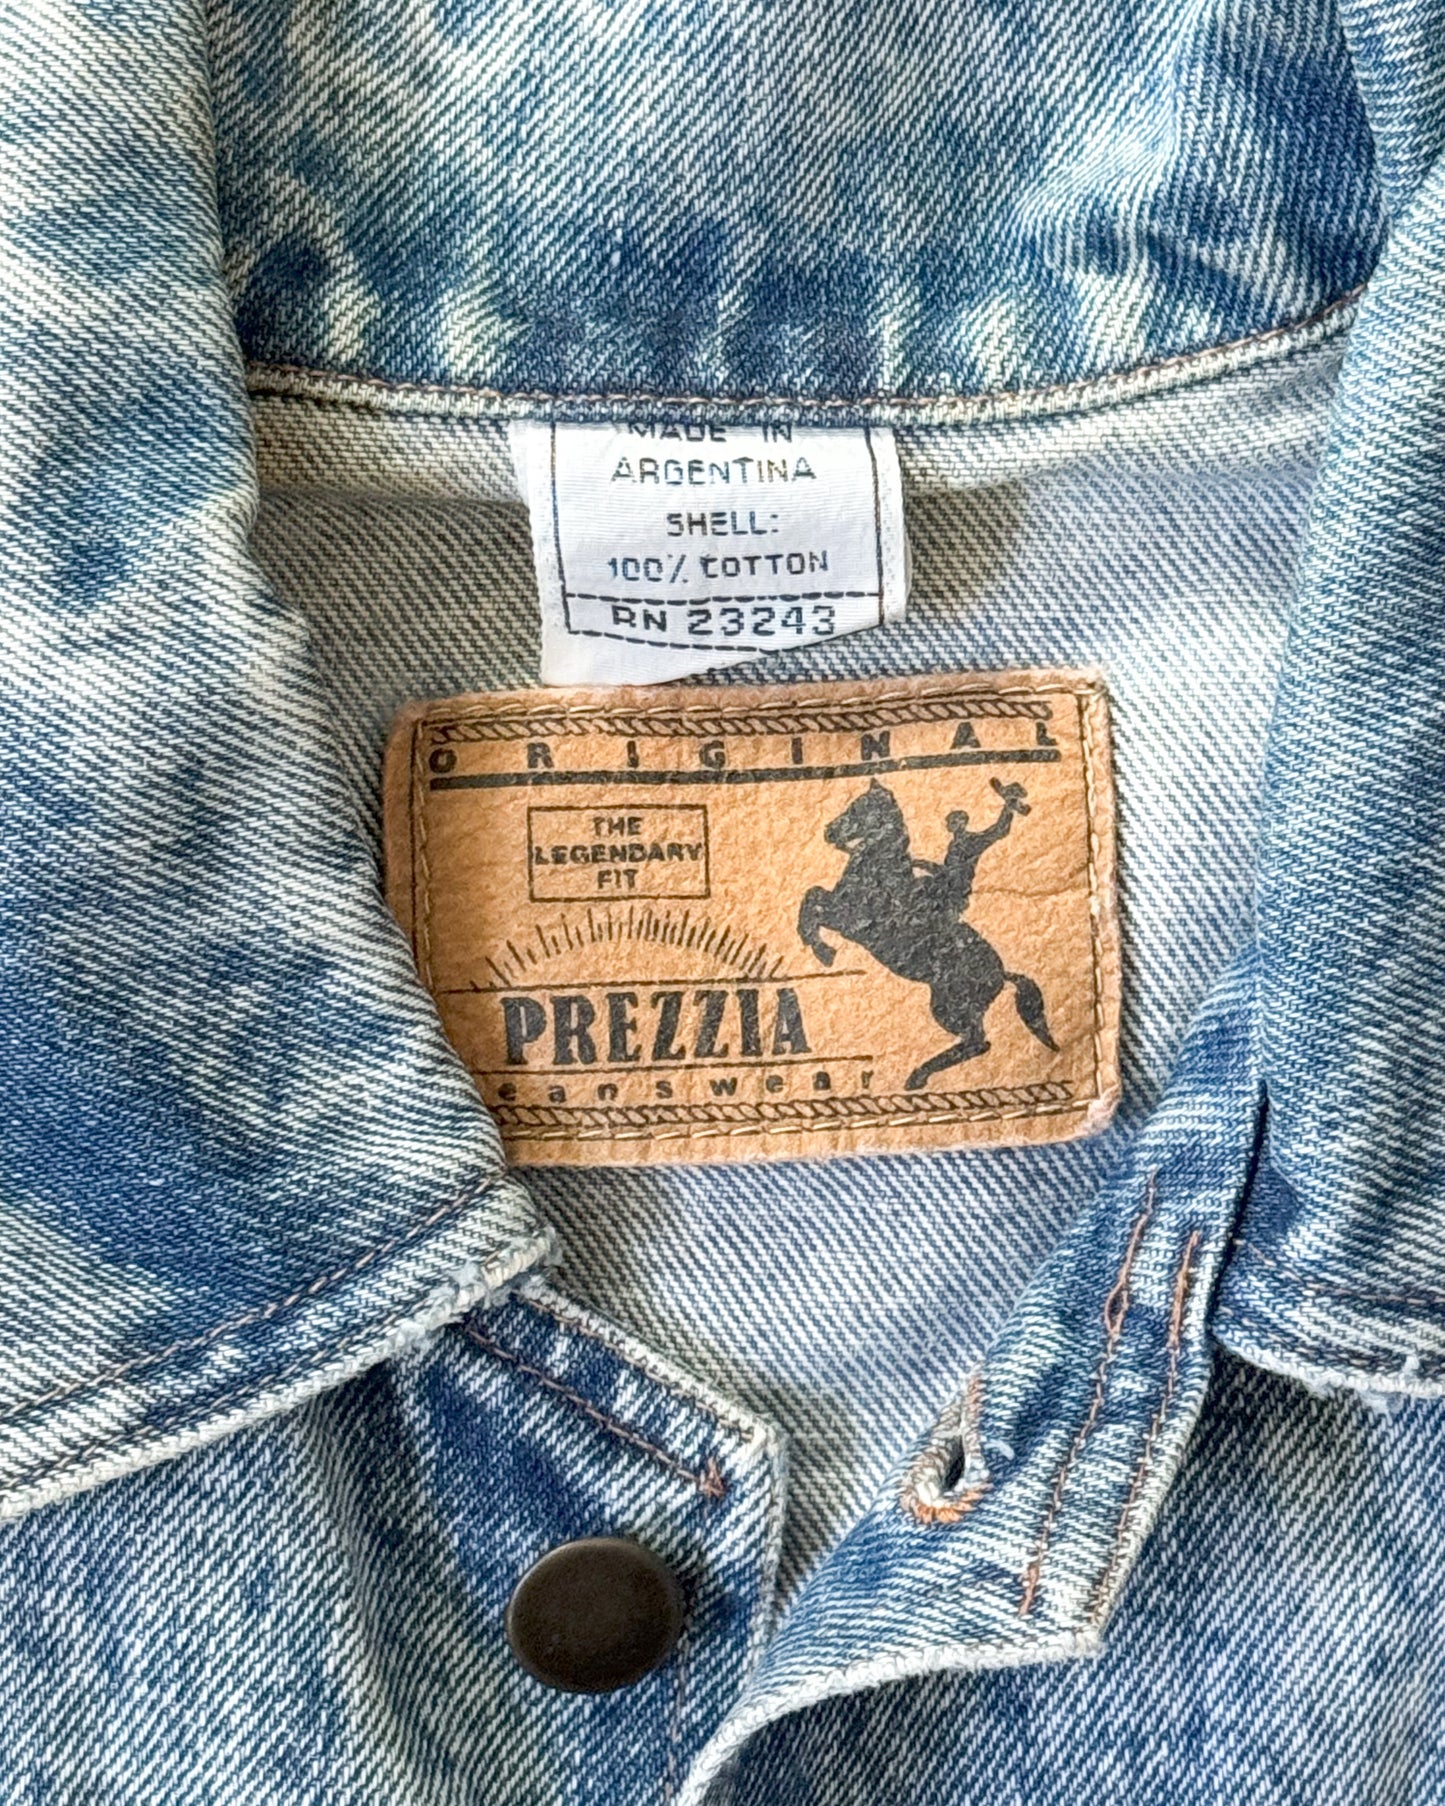 MADE IN
ARGENTINA
SHELL:
100% COTTON
RN 23243
ORIGINAL
THE
LEGENDARY
FIT
PREZZIA
eanswear